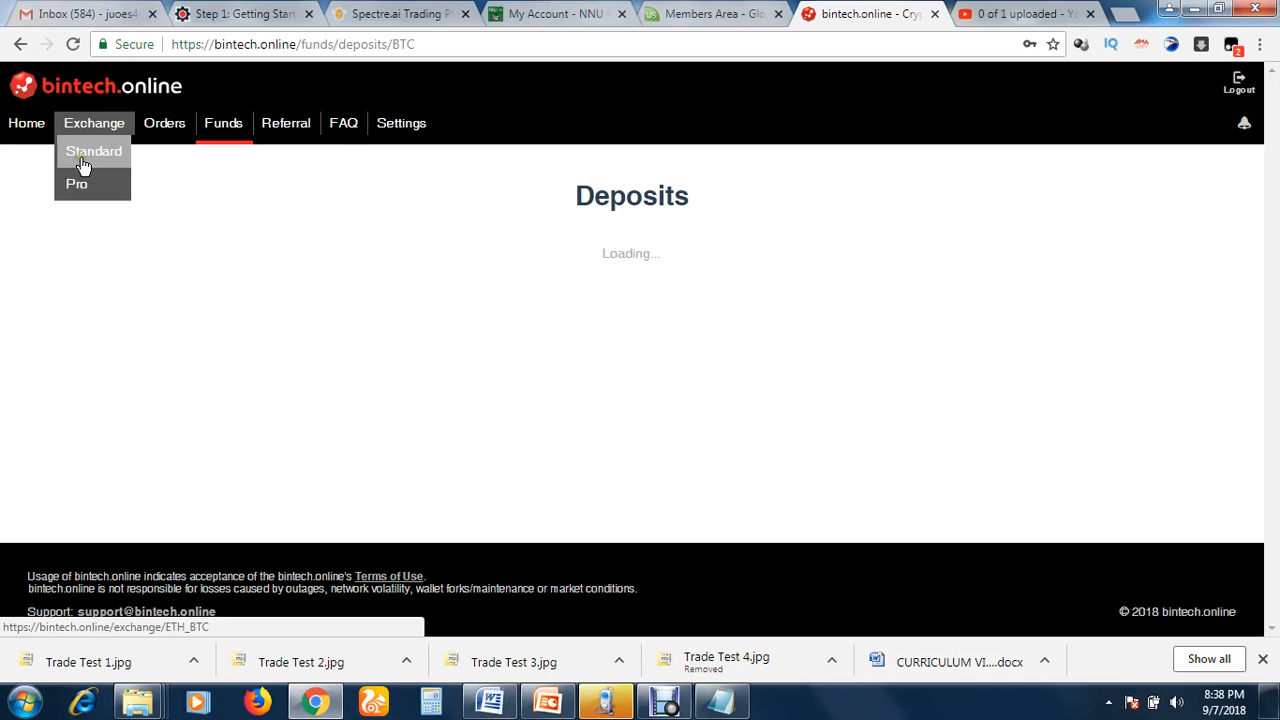 Inbox (584) - juoes4
Step 1: Getting Start
Spectre.ai Trading P
My Account - NNU
Members Area - Glo
bintech.online - Cry
0 of 1 uploaded - Yo
Secure
https://bintech.online/funds/deposits/BTC
IQ
2
bintech.online
Logout
Home
Exchange
Orders
Funds
Referral
FAQ
Settings
Standard
Pro
Deposits
Loading...
Usage of bintech.online indicates acceptance of the bintech.online's Terms of Use.
bintech.online is not responsible for losses caused by outages, network volatility, wallet forks/maintenance or market conditions.
Support: support@bintech.online
© 2018 bintech.online
https://bintech.online/exchange/ETH_BTC
Trade Test 1.jpg
Trade Test 2.jpg
Trade Test 3.jpg
Trade Test 4.jpg
Removed
CURRICULUM VI....docx
Show all
8:38 PM
9/7/2018